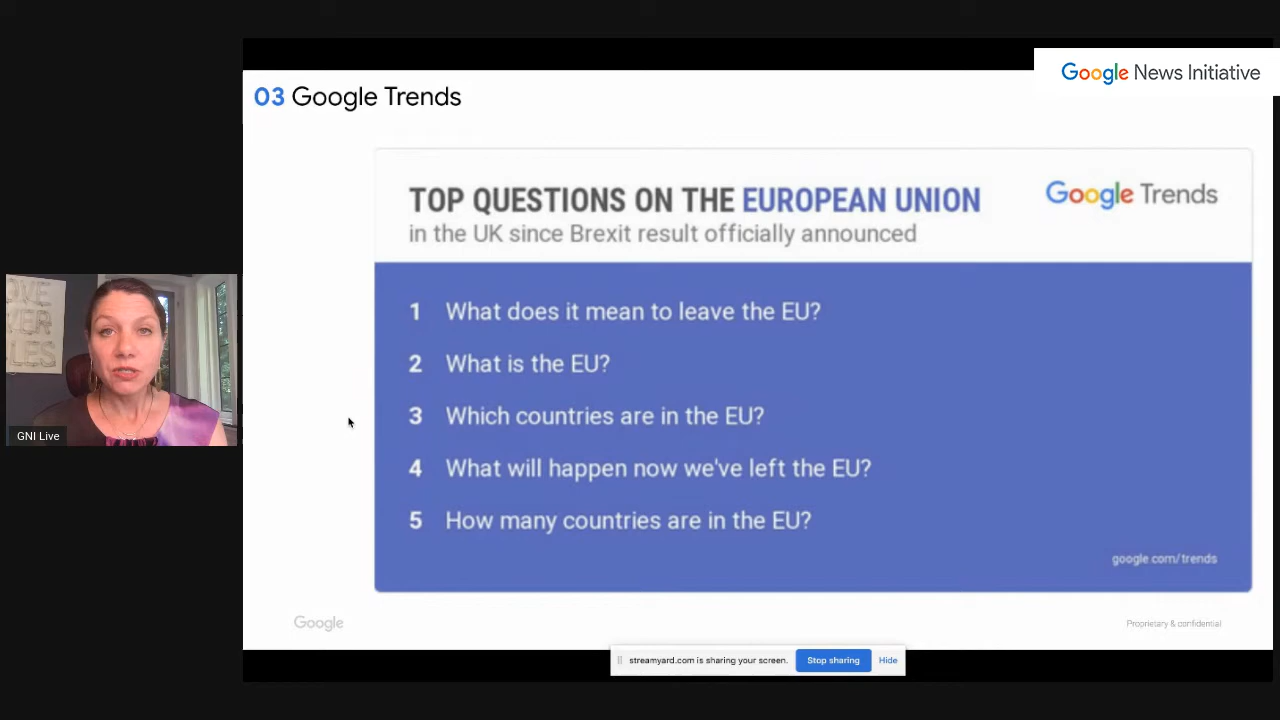 Google News Initiative
03 Google Trends
TOP QUESTIONS ON THE EUROPEAN UNION
in the UK since Brexit result officially announced
Google Trends
1 What does it mean to leave the EU?
2 What is the EU?
3 Which countries are in the EU?
4 What will happen now we've left the EU?
5 How many countries are in the EU?
google.com/trends
GNI Live
Google
Proprietary & confidential
streamyard.com is sharing your screen. Stop sharing Hide